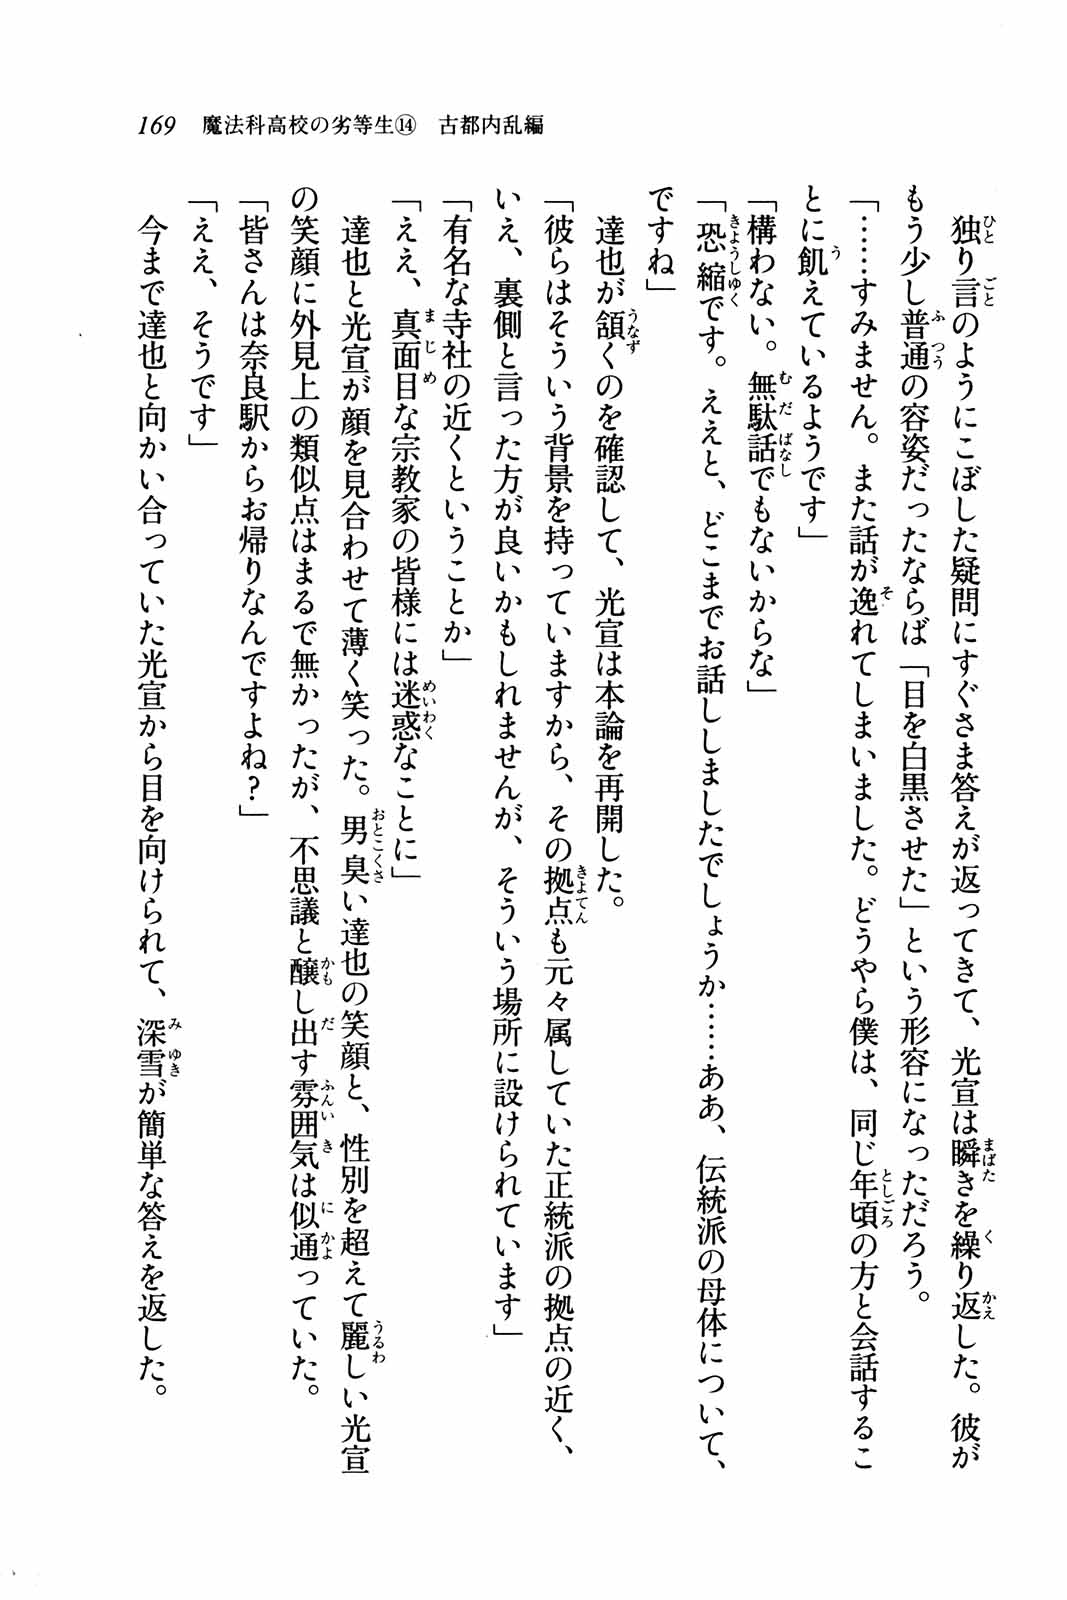 169　魔法科高校の劣等生⑭　古都内乱編
　独り言のようにこぼした疑問にすぐさま答えが返ってきて、光宣は瞬きを繰り返した。彼が
もう少し普通の容姿だったならば「目を白黒させた」という形容になっただろう。
「……すみません。また話が逸れてしまいました。どうやら僕は、同じ年頃の方と会話するこ
とに飢えているようです」
「構わない。無駄話でもないからな」
「恐縮です。ええと、どこまでお話ししましたでしょうか……ああ、伝統派の母体について、
ですね」
　達也が頷くのを確認して、光宣は本論を再開した。
「彼らはそういう背景を持っていますから、その拠点も元々属していた正統派の拠点の近く、
いえ、裏側と言った方が良いかもしれませんが、そういう場所に設けられています」
「有名な寺社の近くということか」
「ええ、真面目な宗教家の皆様には迷惑なことに」
　達也と光宣が顔を見合わせて薄く笑った。男臭い達也の笑顔と、性別を超えて麗しい光宣
の笑顔に外見上の類似点はまるで無かったが、不思議と醸し出す雰囲気は似通っていた。
「皆さんは奈良駅からお帰りなんですよね？」
「ええ、そうです」
　今まで達也と向かい合っていた光宣から目を向けられて、深雪が簡単な答えを返した。